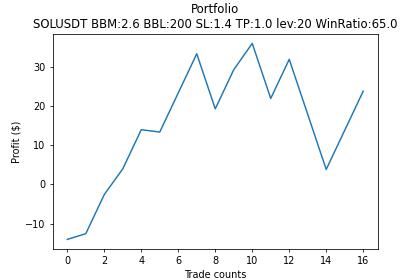 Portfolio
SOLUSDT BBM:2.6 BBL:200 SL:1.4 TP:1.0 lev:20 WinRatio:65.0
Profit ($)
30
20
10
0
−10
0 2 4 6 8 10 12 14 16
Trade counts